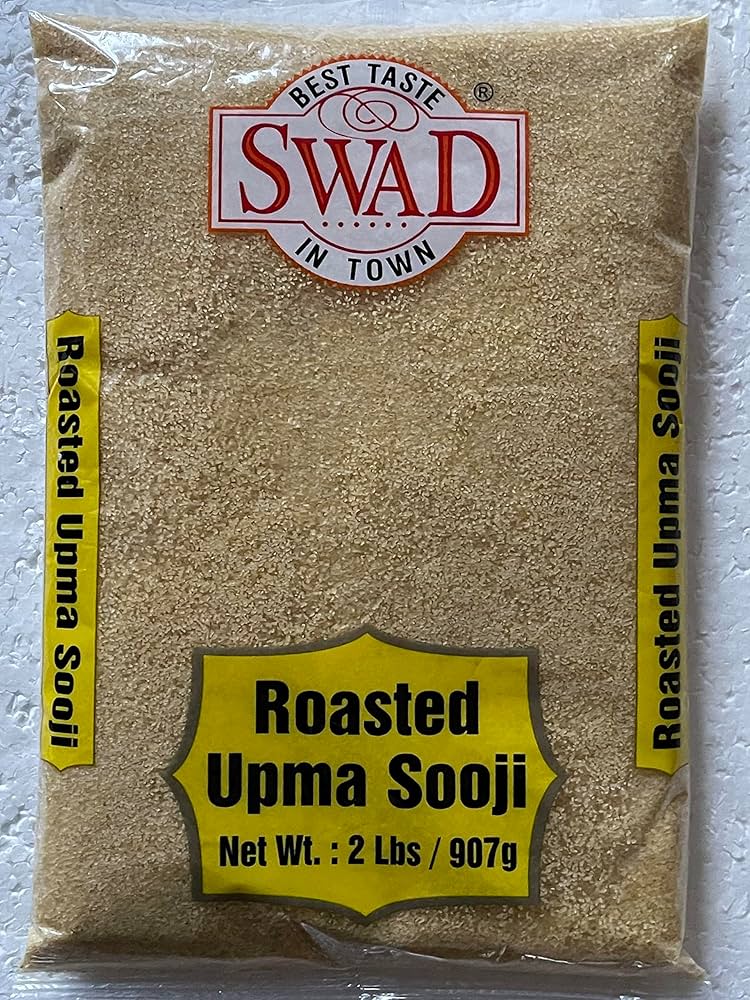 BEST TASTE
®
SWAD
IN TOWN
Roasted Upma Sooji
Roasted Upma Sooji
Roasted
Upma Sooji
Net Wt. : 2 Lbs / 907g